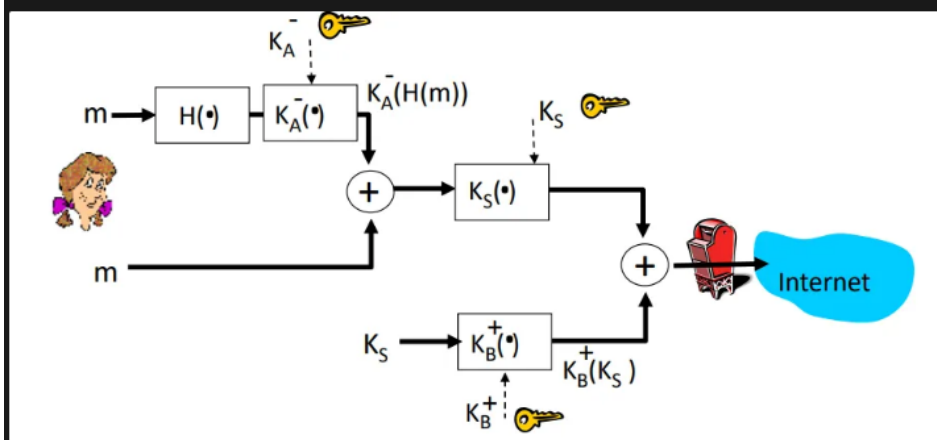 K_A^-
K_A^-(H(m))
m
H(•)
K_A^-(•)
K_S
+
K_S(•)
m
+
Internet
K_S
K_B^+(•)
K_B^+(K_S )
K_B^+